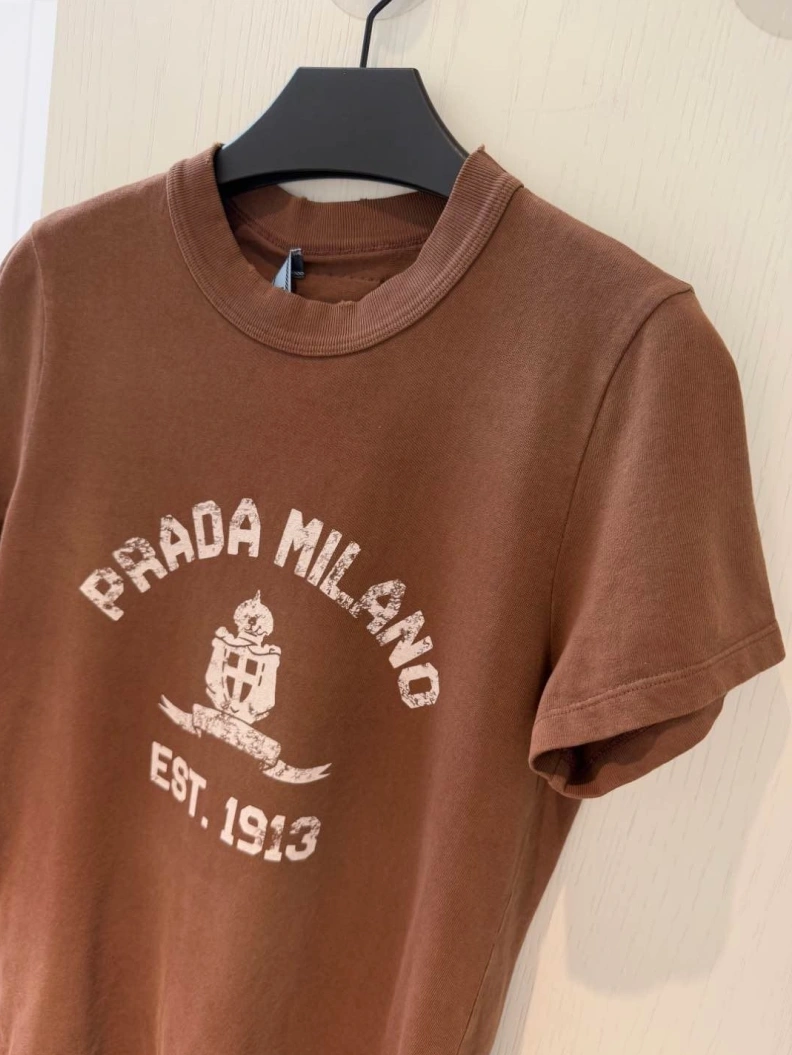 PRADA MILANO
EST. 1913